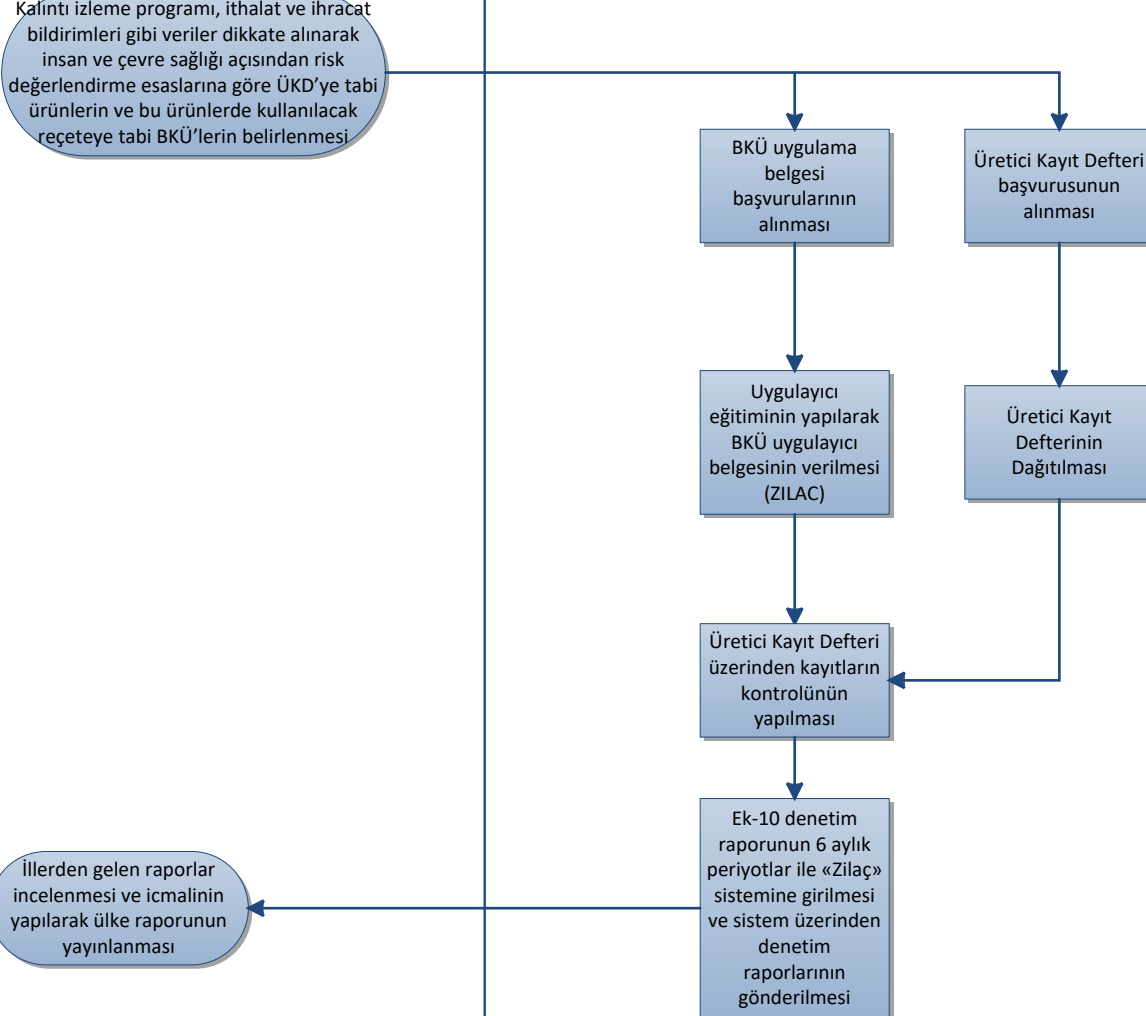 Kalıntı izleme programı, ithalat ve ihracat
bildirimleri gibi veriler dikkate alınarak
insan ve çevre sağlığı açısından risk
değerlendirme esaslarına göre ÜKD’ye tabi
ürünlerin ve bu ürünlerde kullanılacak
reçeteye tabi BKÜ’lerin belirlenmesi
BKÜ uygulama
belgesi
başvurularının
alınması
Üretici Kayıt Defteri
başvurusunun
alınması
Uygulayıcı
eğitiminin yapılarak
BKÜ uygulayıcı
belgesinin verilmesi
(ZILAC)
Üretici Kayıt
Defterinin
Dağıtılması
Üretici Kayıt Defteri
üzerinden kayıtların
kontrolünün
yapılması
Ek-10 denetim
raporunun 6 aylık
periyotlar ile «Zilaç»
sistemine girilmesi
ve sistem üzerinden
denetim
raporlarının
gönderilmesi
İllerden gelen raporlar
incelenmesi ve icmalinin
yapılarak ülke raporunun
yayınlanması